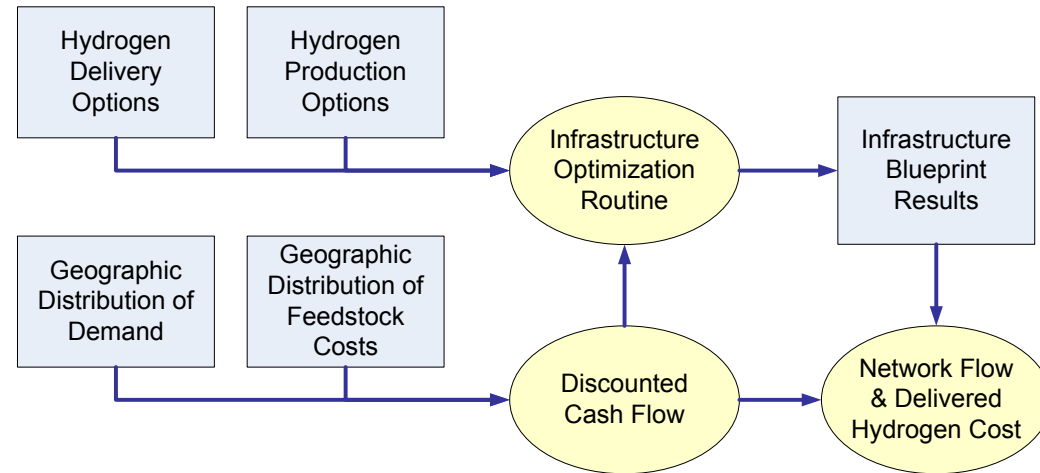 Hydrogen
Delivery
Options
Hydrogen
Production
Options
Infrastructure
Optimization
Routine
Infrastructure
Blueprint
Results
Geographic
Distribution of
Demand
Geographic
Distribution of
Feedstock
Costs
Discounted
Cash Flow
Network Flow
& Delivered
Hydrogen Cost